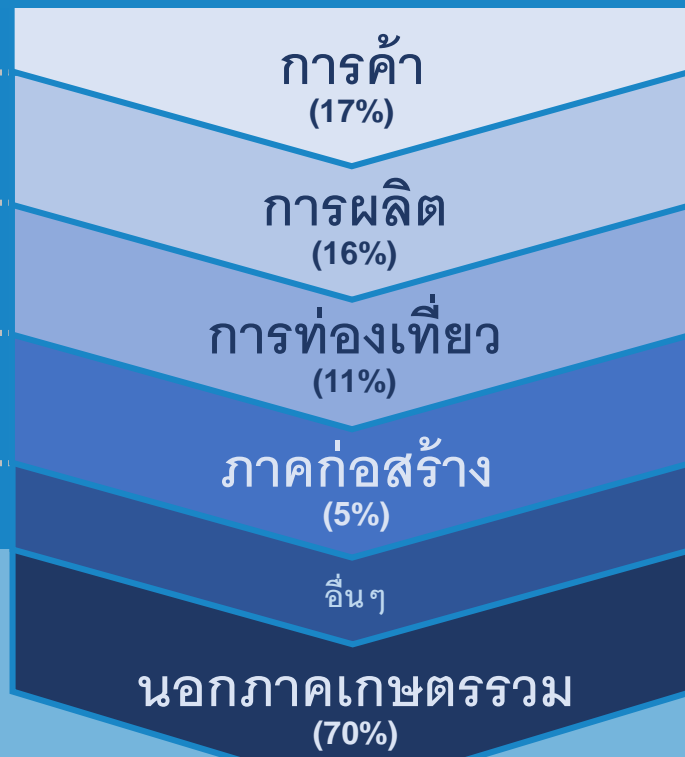 การค้า
(17%)
การผลิต
(16%)
การท่องเที่ยว
(11%)
ภาคก่อสร้าง
(5%)
อื่นๆ
นอกภาคเกษตรรวม
(70%)